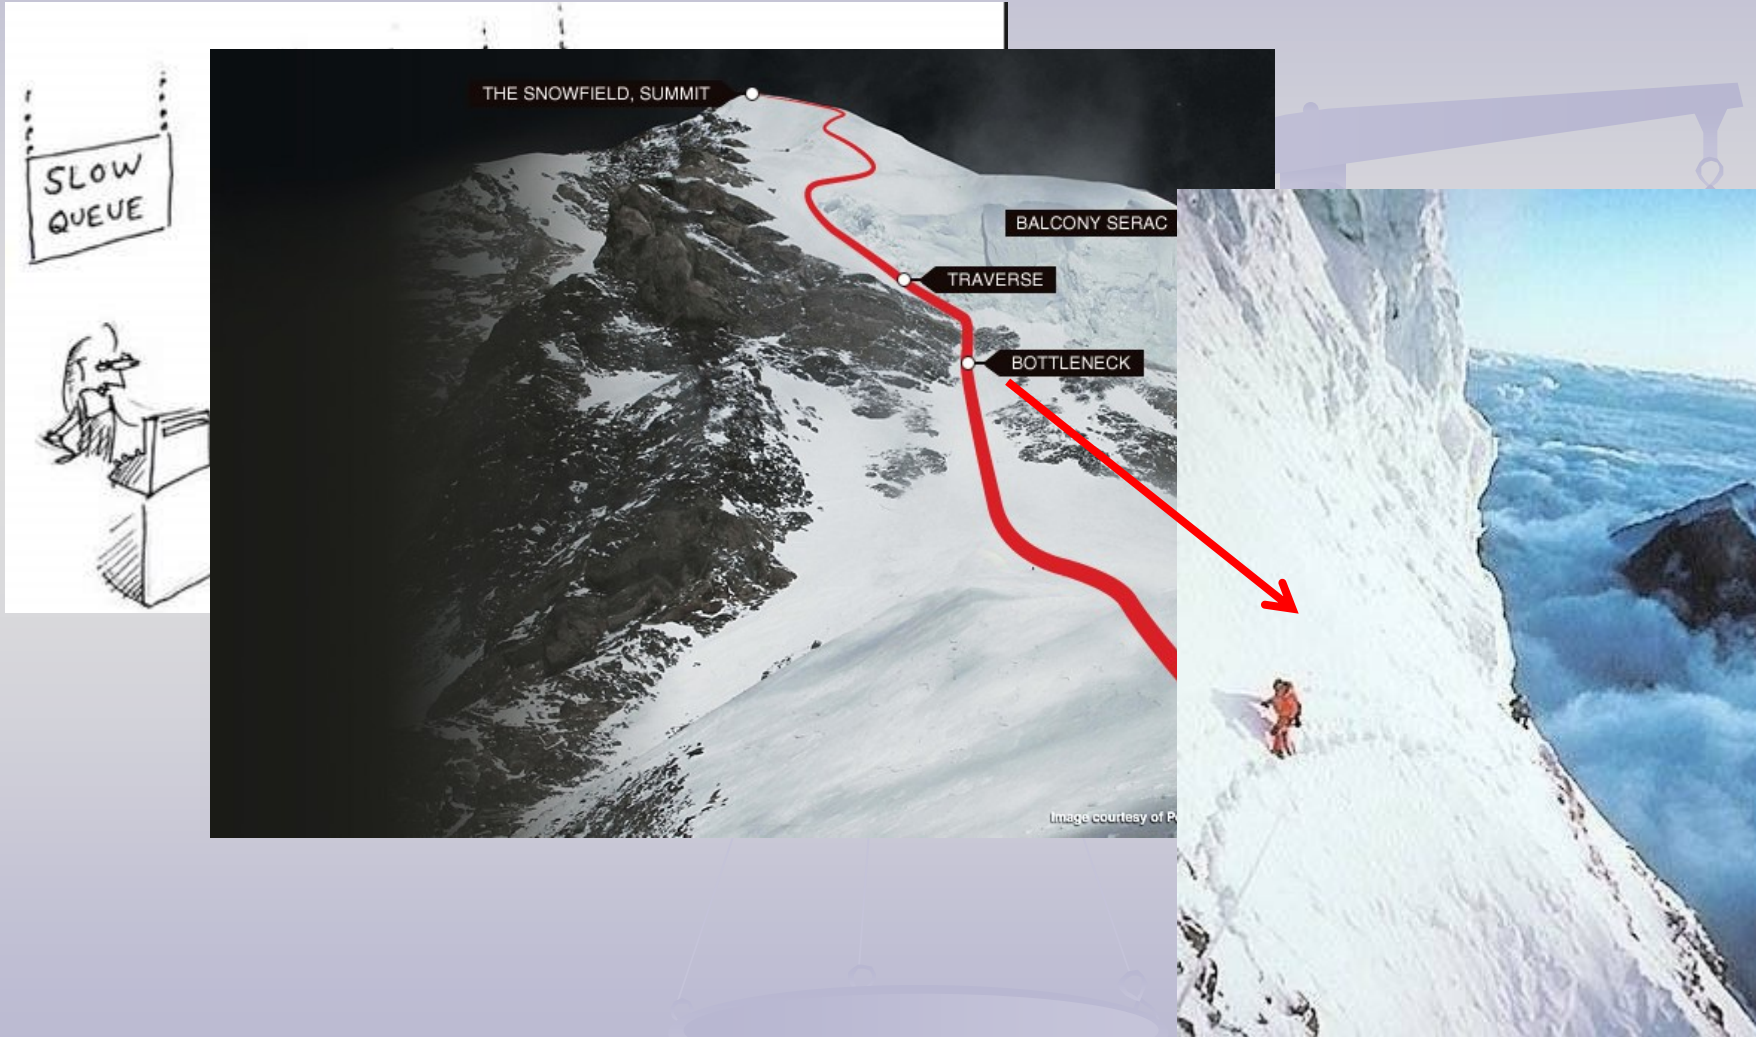 SLOW
QUEUE
THE SNOWFIELD, SUMMIT
BALCONY SERAC
TRAVERSE
BOTTLENECK
Image courtesy of